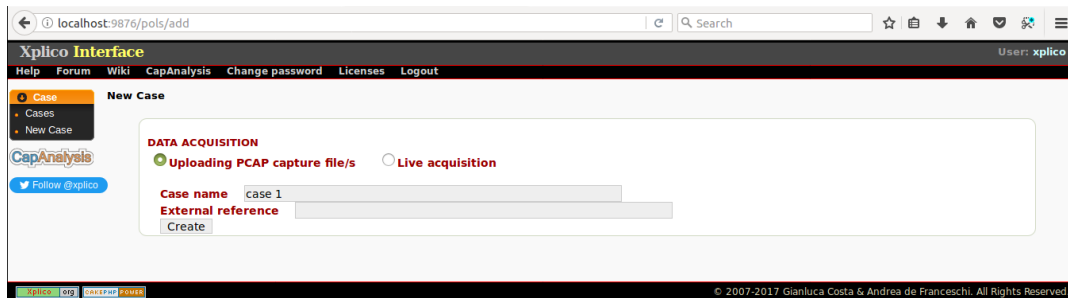 localhost:9876/pols/add
Search
Xplico Interface
User: xplico
Help Forum Wiki CapAnalysis Change password Licenses Logout
Case
Cases
New Case
CapAnalysis
Follow @xplico
New Case
DATA ACQUISITION
Uploading PCAP capture file/s Live acquisition
Case name case 1
External reference
Create
Xplico org CAKEPHP POWER
© 2007-2017 Gianluca Costa & Andrea de Franceschi. All Rights Reserved